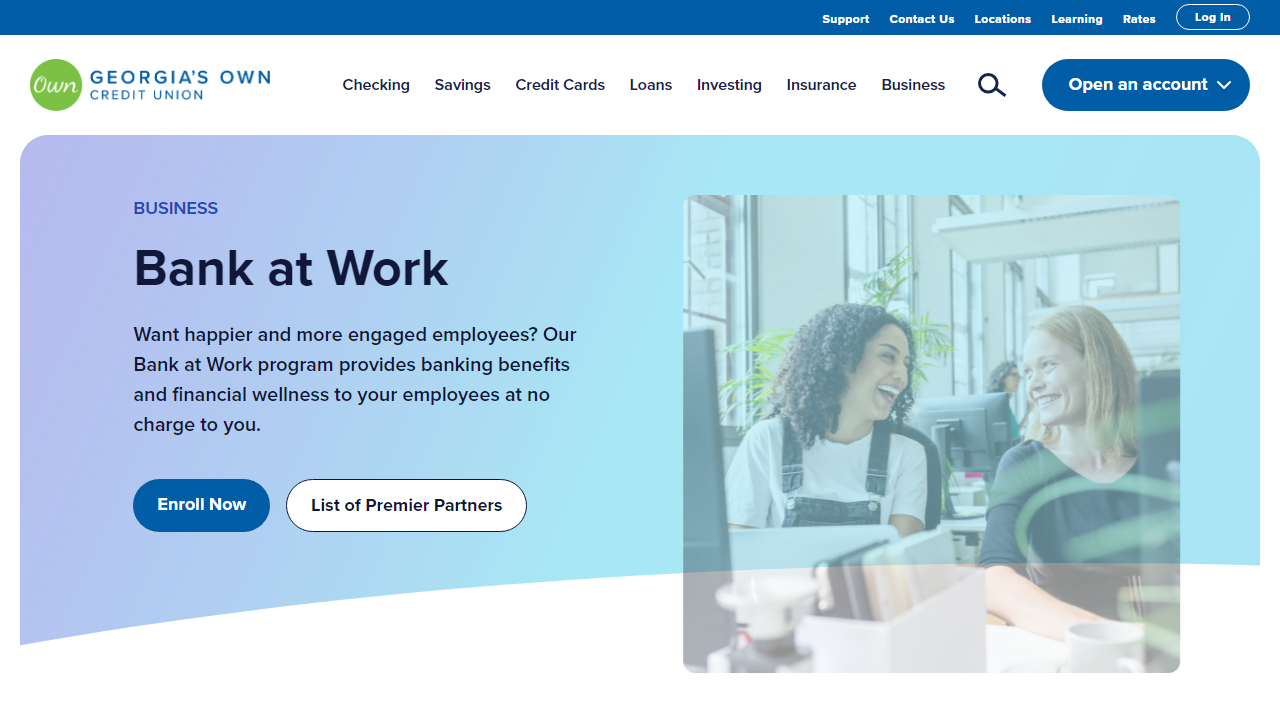 Support Contact Us Locations Learning Rates Log In
Own GEORGIA'S OWN
CREDIT UNION
Checking Savings Credit Cards Loans Investing Insurance Business Open an account
BUSINESS
Bank at Work
Want happier and more engaged employees? Our
Bank at Work program provides banking benefits
and financial wellness to your employees at no
charge to you.
Enroll Now List of Premier Partners